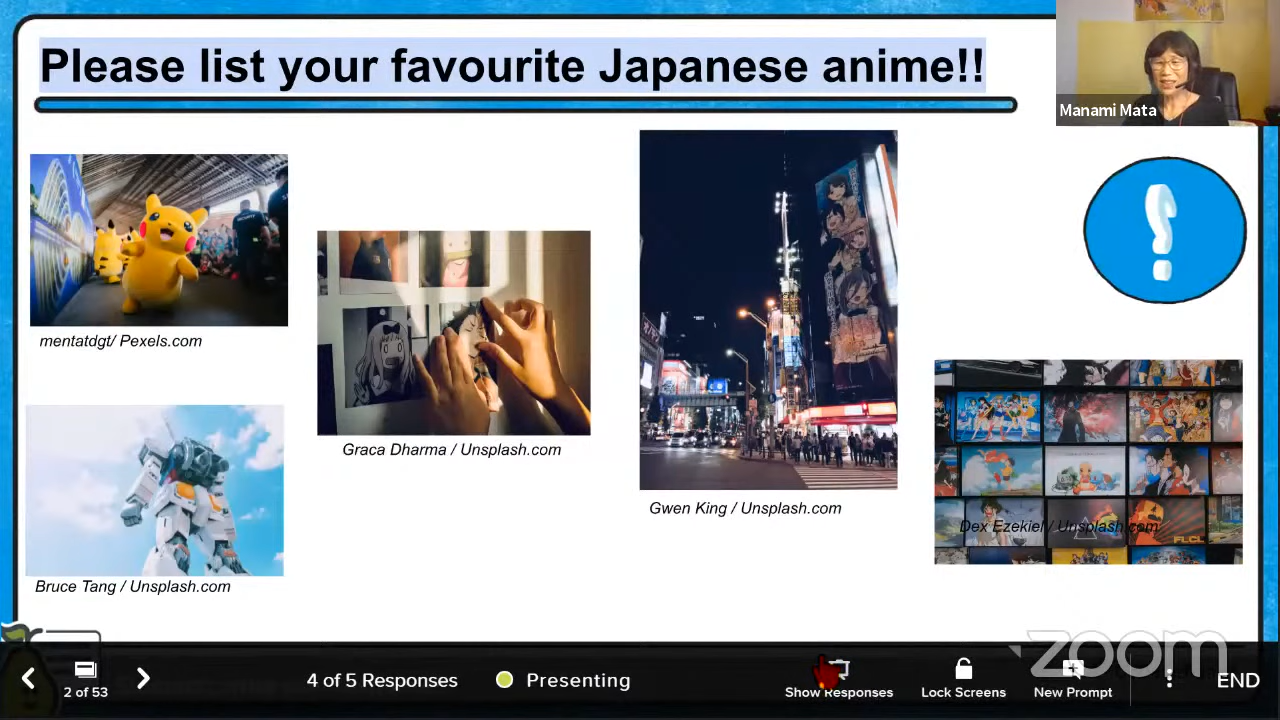 Please list your favourite Japanese anime!!
Manami Mata
mentatdgt/ Pexels.com
Graca Dharma / Unsplash.com
Gwen King / Unsplash.com
Dex Ezekiel / Unsplash.com
FLCL
Bruce Tang / Unsplash.com
zoom
2 of 53
4 of 5 Responses
Presenting
Show Responses
Lock Screens
New Prompt
END